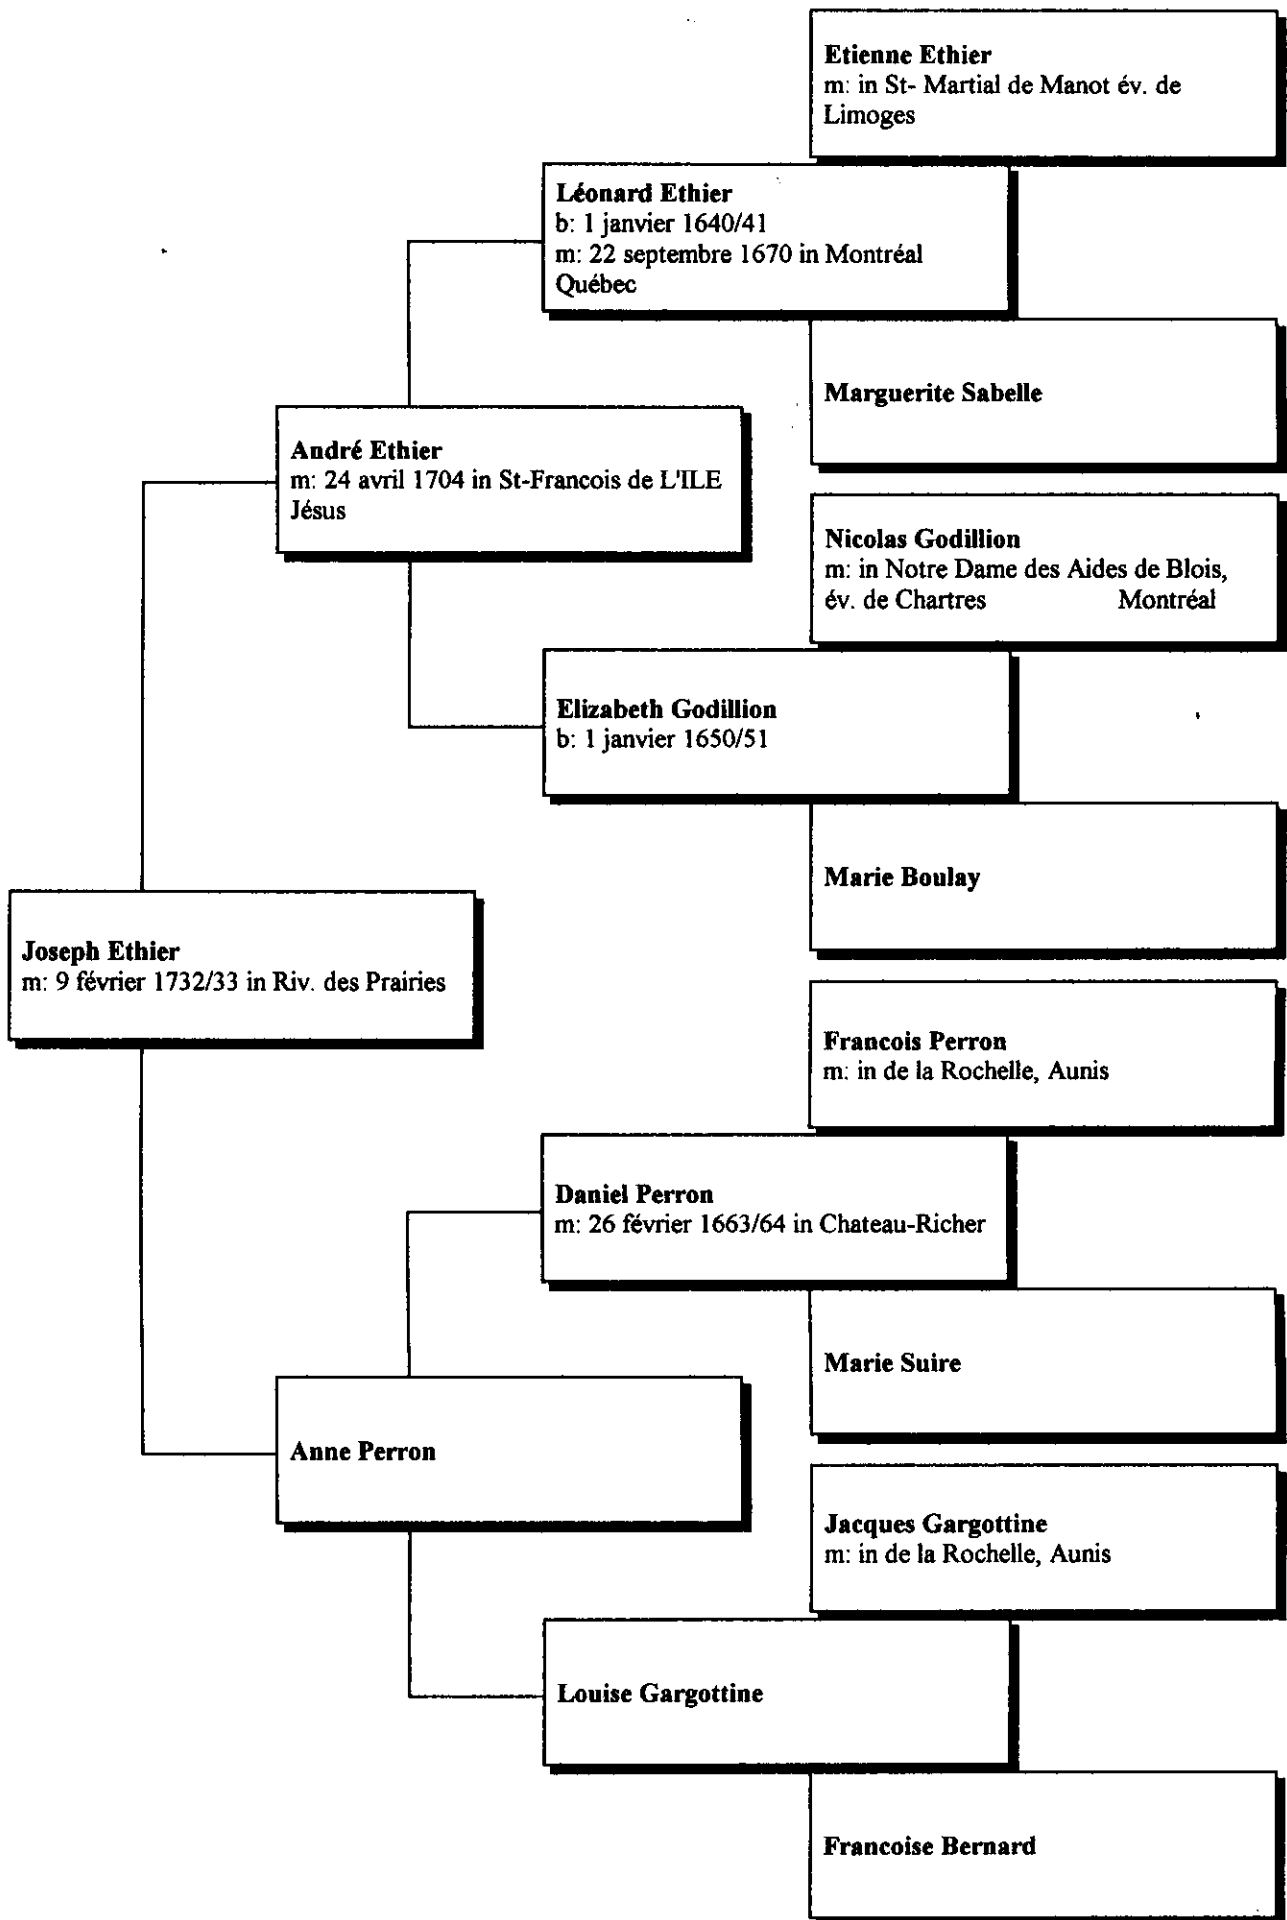 Etienne Ethier
m: in St- Martial de Manot év. de
Limoges
Léonard Ethier
b: 1 janvier 1640/41
m: 22 septembre 1670 in Montréal
Québec
Marguerite Sabelle
André Ethier
m: 24 avril 1704 in St-Francois de L'ILE
Jésus
Nicolas Godillion
m: in Notre Dame des Aides de Blois,
év. de Chartres Montréal
Elizabeth Godillion
b: 1 janvier 1650/51
Marie Boulay
Joseph Ethier
m: 9 février 1732/33 in Riv. des Prairies
Francois Perron
m: in de la Rochelle, Aunis
Daniel Perron
m: 26 février 1663/64 in Chateau-Richer
Marie Suire
Anne Perron
Jacques Gargottine
m: in de la Rochelle, Aunis
Louise Gargottine
Francoise Bernard